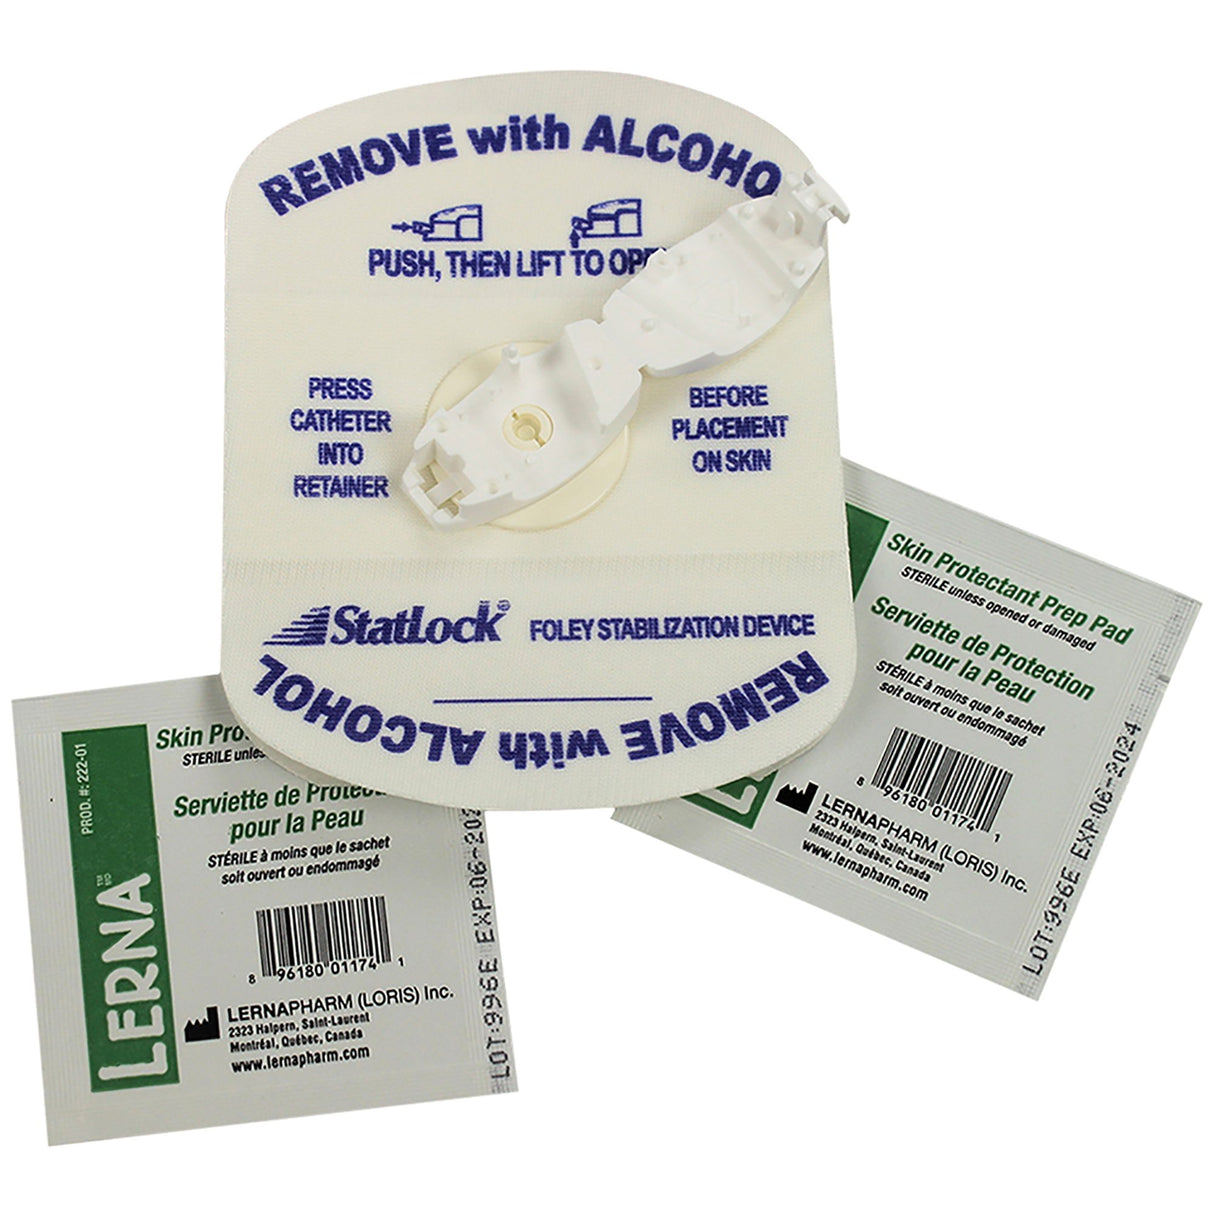 REMOVE with ALCOHO
PUSH, THEN LIFT TO OPE
PRESS
CATHETER
INTO
RETAINER
BEFORE
PLACEMENT
ON SKIN
StatLock® FOLEY STABILIZATION DEVICE
REMOVE with ALCOHOL
Skin Protectant Prep Pad
STERILE unless opened or damaged
Serviette de Protection
pour la Peau
STÉRILE à moins que le sachet
soit ouvert ou endommagé
8 96180 01174 1
LERNAPHARM (LORIS) Inc.
2323 Halpern, Saint-Laurent
Montréal, Québec, Canada
www.lernapharm.com
LOT:996E EXP:06-2024
PROD. #: 222-01
LERNA™
MD
Skin
STERILE
Serviette de
pour la Peau
STÉRILE à moins que le sachet
soit ouvert ou endommagé
8 96180 01174 1
LERNAPHARM (LORIS) Inc.
2323 Halpern, Saint-Laurent
Montréal, Québec, Canada
www.lernapharm.com
LOT:996E EXP:06-202